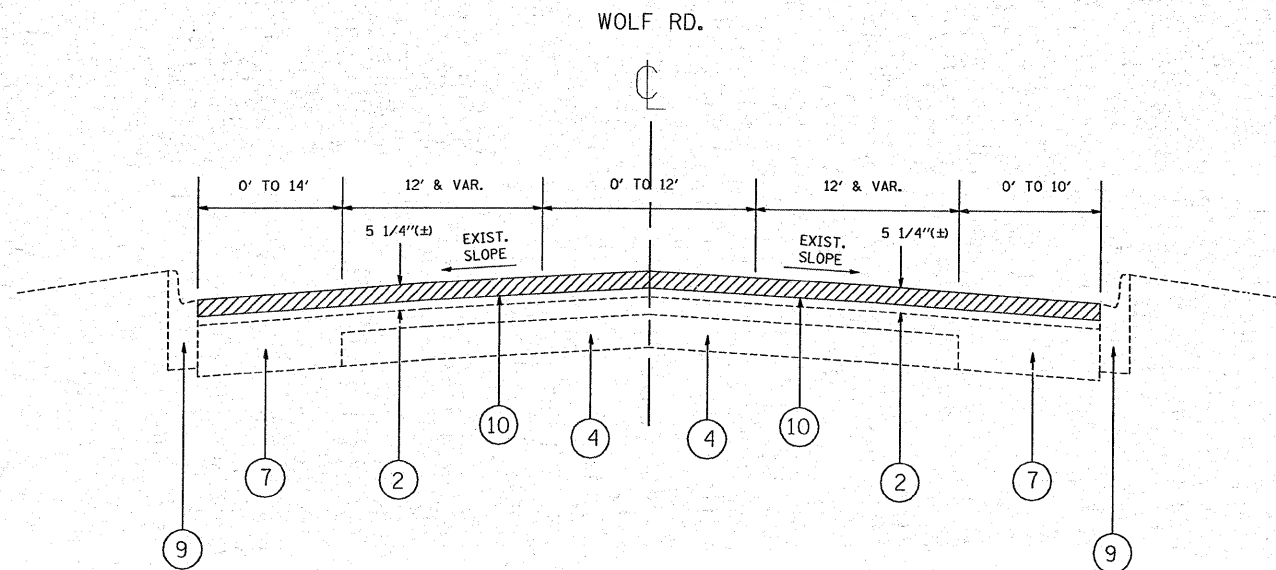 WOLF RD.
℄
0' TO 14'
12' & VAR.
0' TO 12'
12' & VAR.
0' TO 10'
5 1/4"(±)
EXIST.
SLOPE
EXIST.
SLOPE
5 1/4"(±)
10
4
4
10
7
2
2
7
9
9